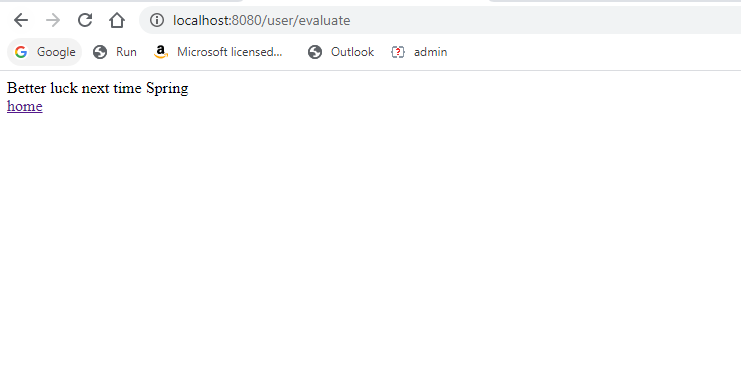 localhost:8080/user/evaluate
Google Run Microsoft licensed... Outlook admin
Better luck next time Spring
home